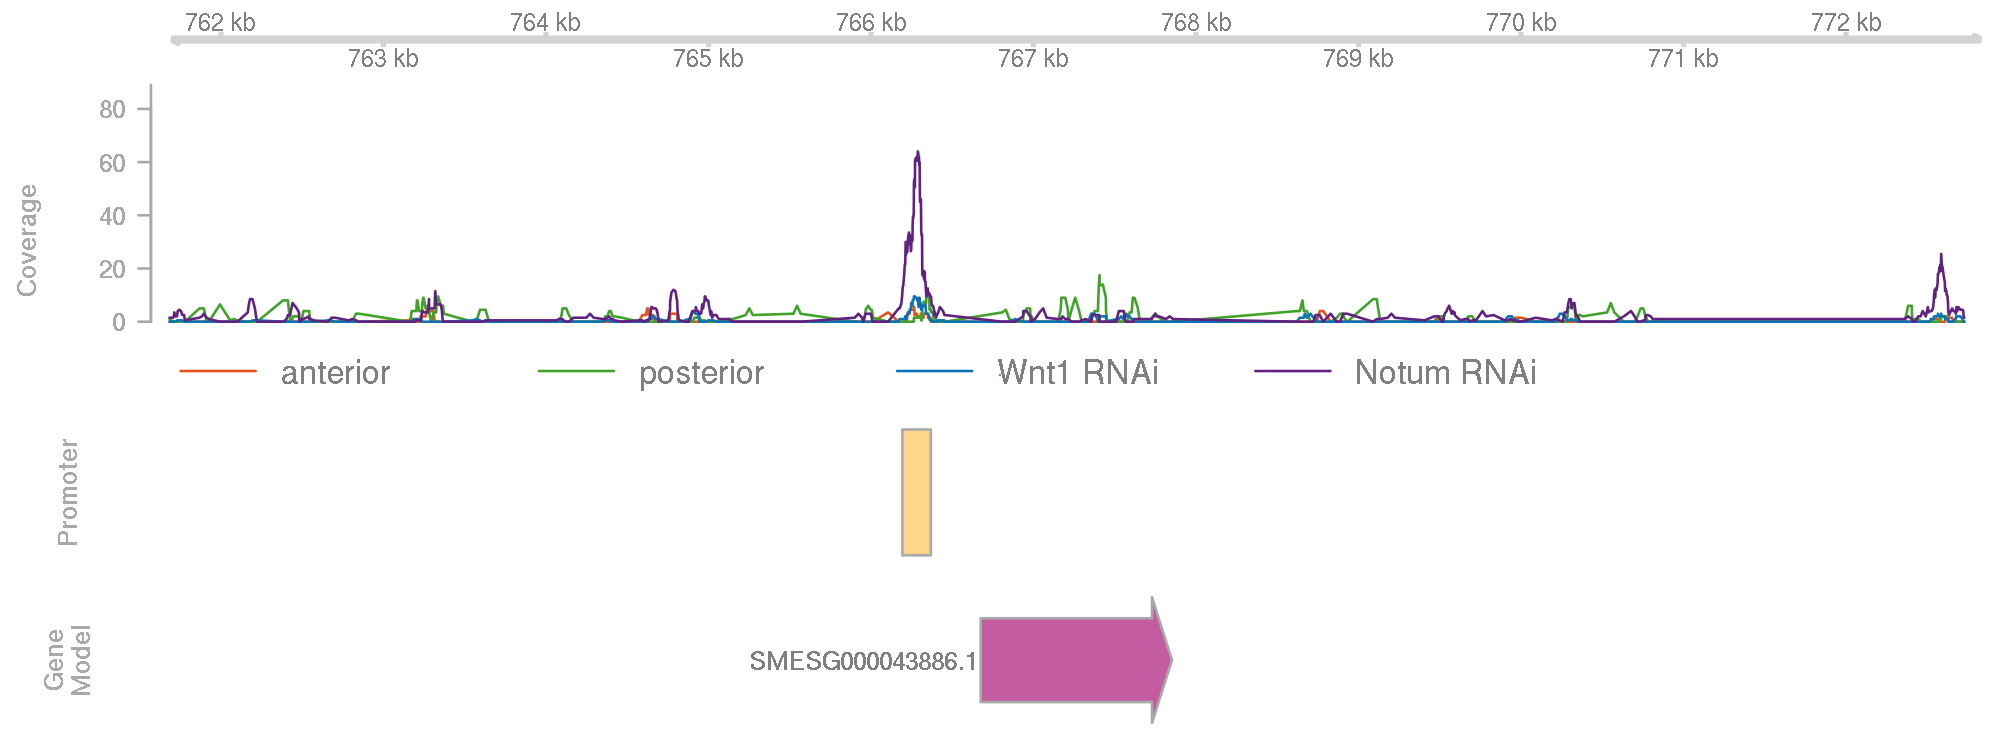 762 kb 764 kb 766 kb 768 kb 770 kb 772 kb
763 kb 765 kb 767 kb 769 kb 771 kb
80
60
40
20
0
Coverage
anterior posterior Wnt1 RNAi Notum RNAi
Promoter
Gene
Model
SMESG000043886.1